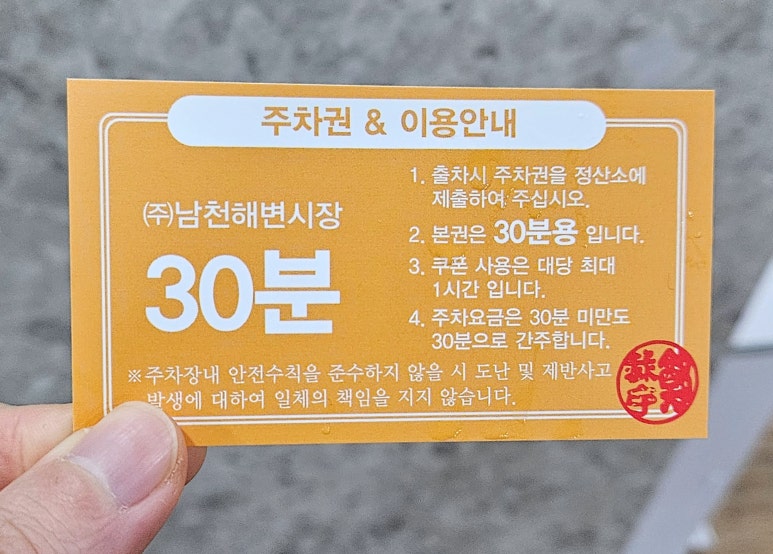 주차권 & 이용안내
㈜남천해변시장
30분
1. 출차시 주차권을 정산소에
제출하여 주십시오.
2. 본권은 30분용 입니다.
3. 쿠폰 사용은 대당 최대
1시간 입니다.
4. 주차요금은 30분 미만도
30분으로 간주합니다.
※주차장내 안전수칙을 준수하지 않을 시 도난 및 제반사고
발생에 대하여 일체의 책임을 지지 않습니다.